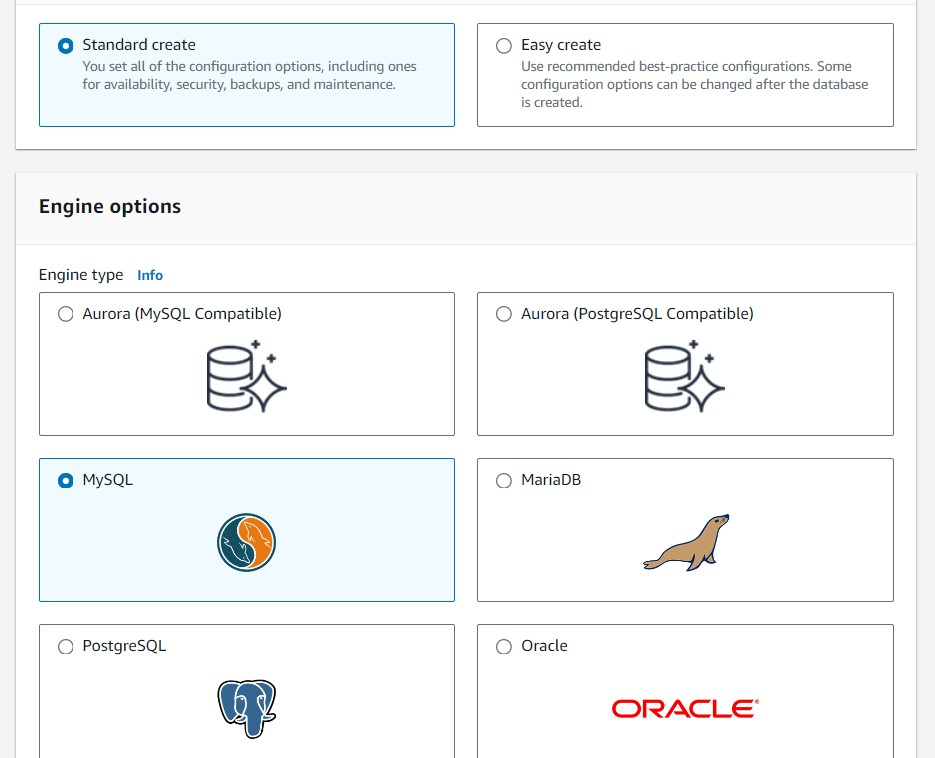 Standard create
You set all of the configuration options, including ones
for availability, security, backups, and maintenance.
Easy create
Use recommended best-practice configurations. Some
configuration options can be changed after the database
is created.
Engine options
Engine type Info
Aurora (MySQL Compatible)
Aurora (PostgreSQL Compatible)
MySQL
MariaDB
PostgreSQL
Oracle
ORACLE®